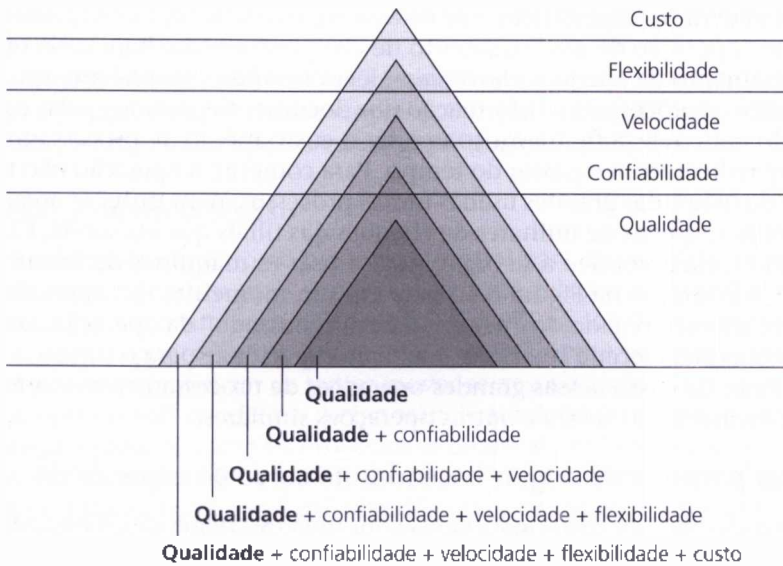 Custo
Flexibilidade
Velocidade
Confiabilidade
Qualidade
Qualidade
Qualidade + confiabilidade
Qualidade + confiabilidade + velocidade
Qualidade + confiabilidade + velocidade + flexibilidade
Qualidade + confiabilidade + velocidade + flexibilidade + custo